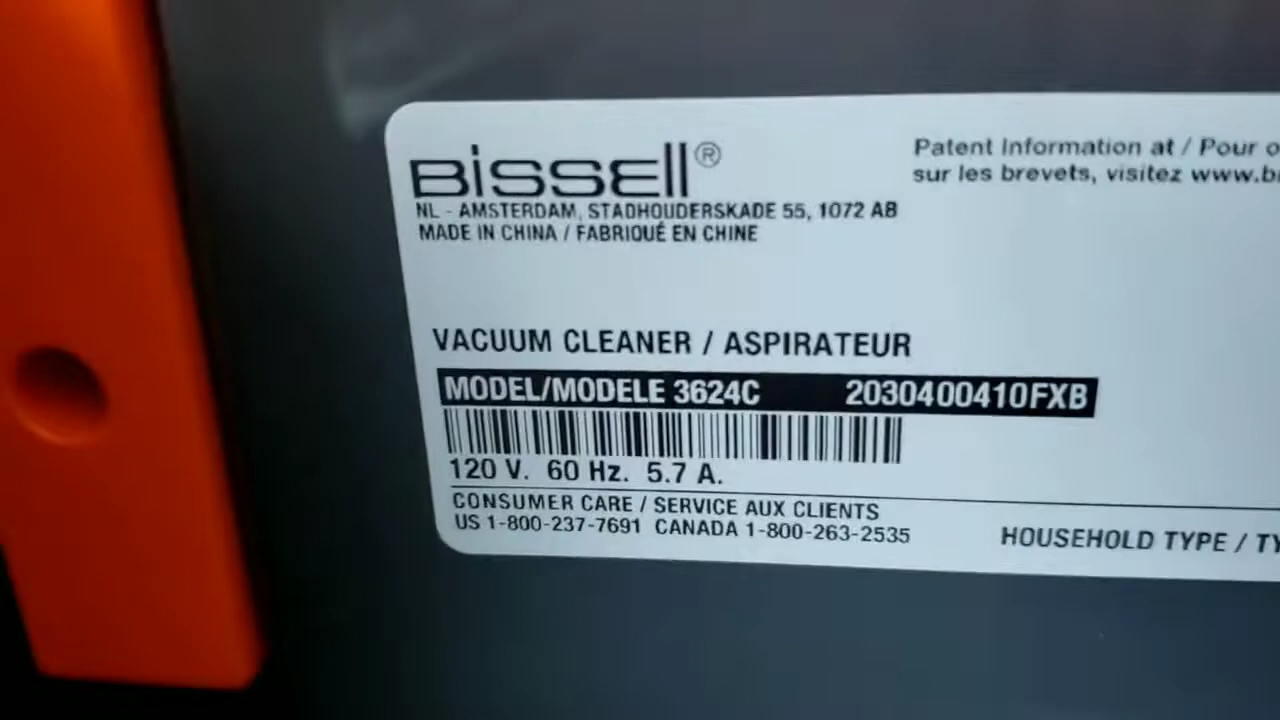 Bissell®
NL - AMSTERDAM, STADHOUDERSKADE 55, 1072 AB
MADE IN CHINA / FABRIQUÉ EN CHINE
Patent Information at / Pour
sur les brevets, visitez
VACUUM CLEANER / ASPIRATEUR
MODEL/MODELE 3624C 2030400410FXB
120 V. 60 Hz. 5.7 A.
CONSUMER CARE / SERVICE AUX CLIENTS
US 1-800-237-7691 CANADA 1-800-263-2535
HOUSEHOLD TYPE /